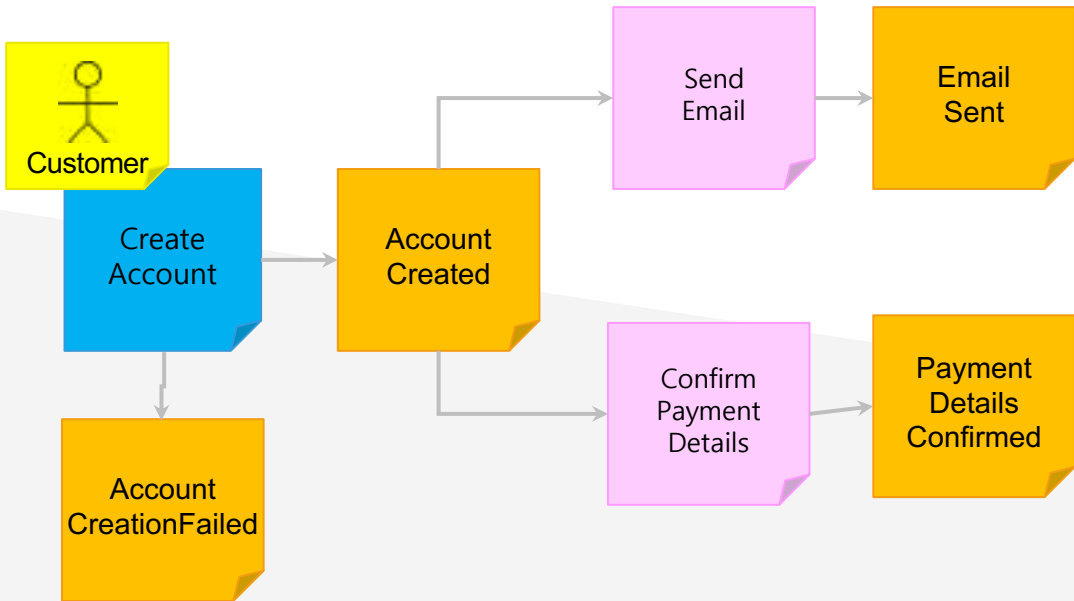 Customer
Create
Account
Account
Created
Account
CreationFailed
Send
Email
Email
Sent
Confirm
Payment
Details
Payment
Details
Confirmed